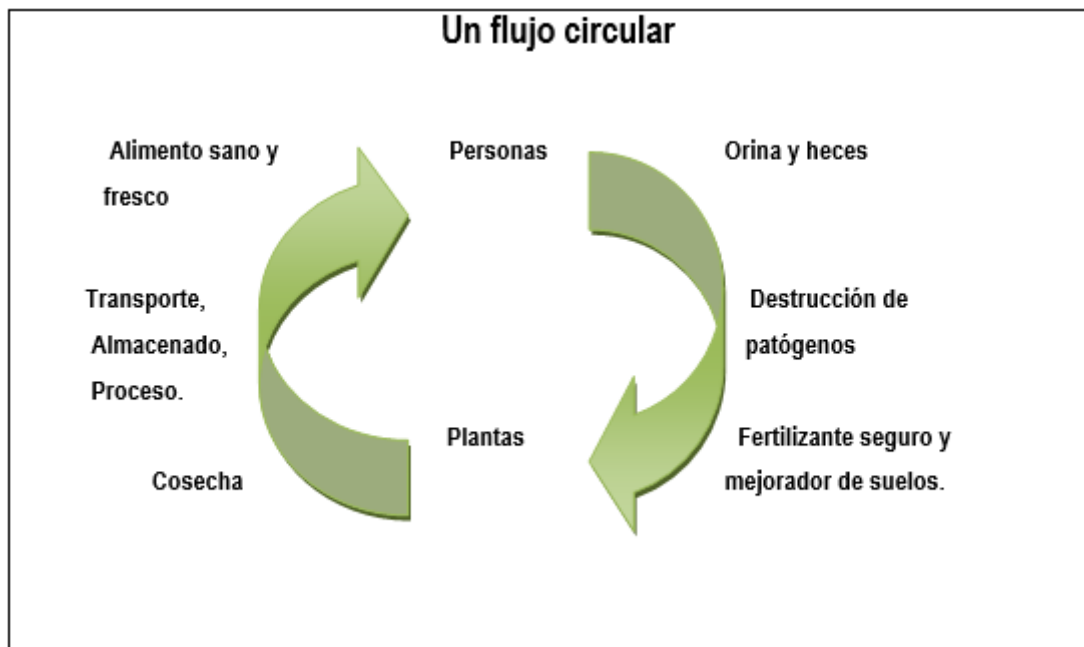 Un flujo circular
Alimento sano y
fresco
Personas
Orina y heces
Transporte,
Almacenado,
Proceso.
Destrucción de
patógenos
Plantas
Fertilizante seguro y
mejorador de suelos.
Cosecha